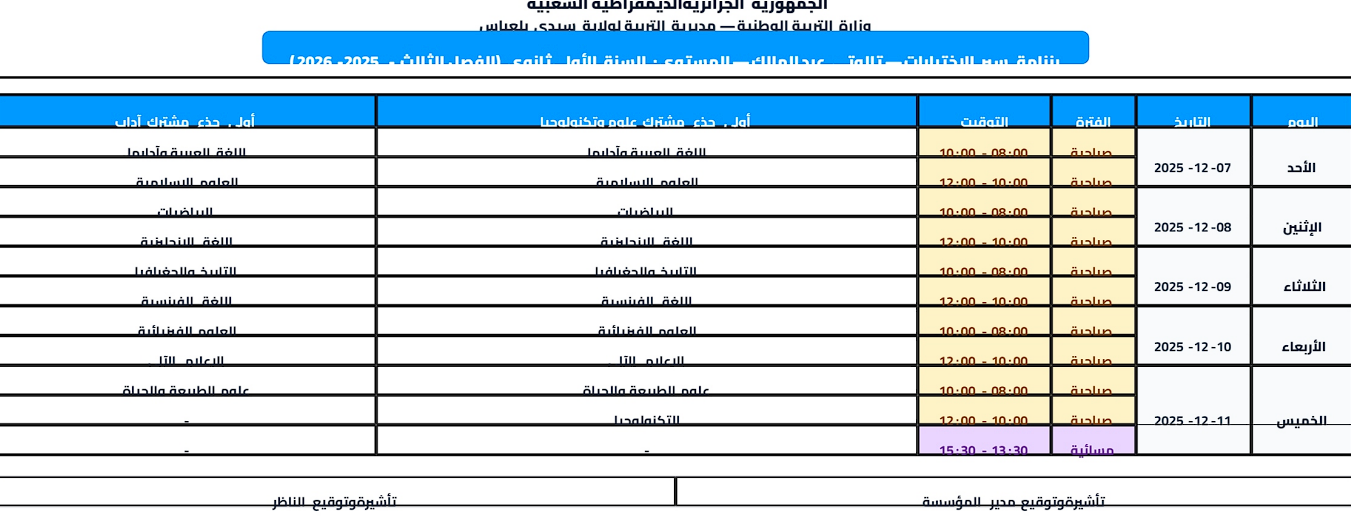 الجمهورية الجزائرية الديمقراطية الشعبية
وزارة التربية الوطنية — مديرية التربية لولاية سيدي بلعباس
برنامج سير الاختبارات — ثانوية عبد المالك — المستوى: السنة الأولى ثانوي (الفصل الثالث - 2025-2026)
اليوم التاريخ الفترة التوقيت أولى جذع مشترك علوم وتكنولوجيا أولى جذع مشترك آداب
الأحد 07-12-2025 صباحية 08:00 - 10:00 اللغة العربية وآدابها اللغة العربية وآدابها
صباحية 10:00 - 12:00 العلوم الإسلامية العلوم الإسلامية
الإثنين 08-12-2025 صباحية 08:00 - 10:00 الرياضيات الرياضيات
صباحية 10:00 - 12:00 اللغة الإنجليزية اللغة الإنجليزية
الثلاثاء 09-12-2025 صباحية 08:00 - 10:00 التاريخ والجغرافيا التاريخ والجغرافيا
صباحية 10:00 - 12:00 اللغة الفرنسية اللغة الفرنسية
الأربعاء 10-12-2025 صباحية 08:00 - 10:00 العلوم الفيزيائية العلوم الفيزيائية
صباحية 10:00 - 12:00 الإعلام الآلي الإعلام الآلي
الخميس 11-12-2025 صباحية 08:00 - 10:00 علوم الطبيعة والحياة علوم الطبيعة والحياة
صباحية 10:00 - 12:00 التكنولوجيا -
مسائية 13:30 - 15:30 - -
تأشيرة وتوقيع مدير المؤسسة تأشيرة وتوقيع الناظر